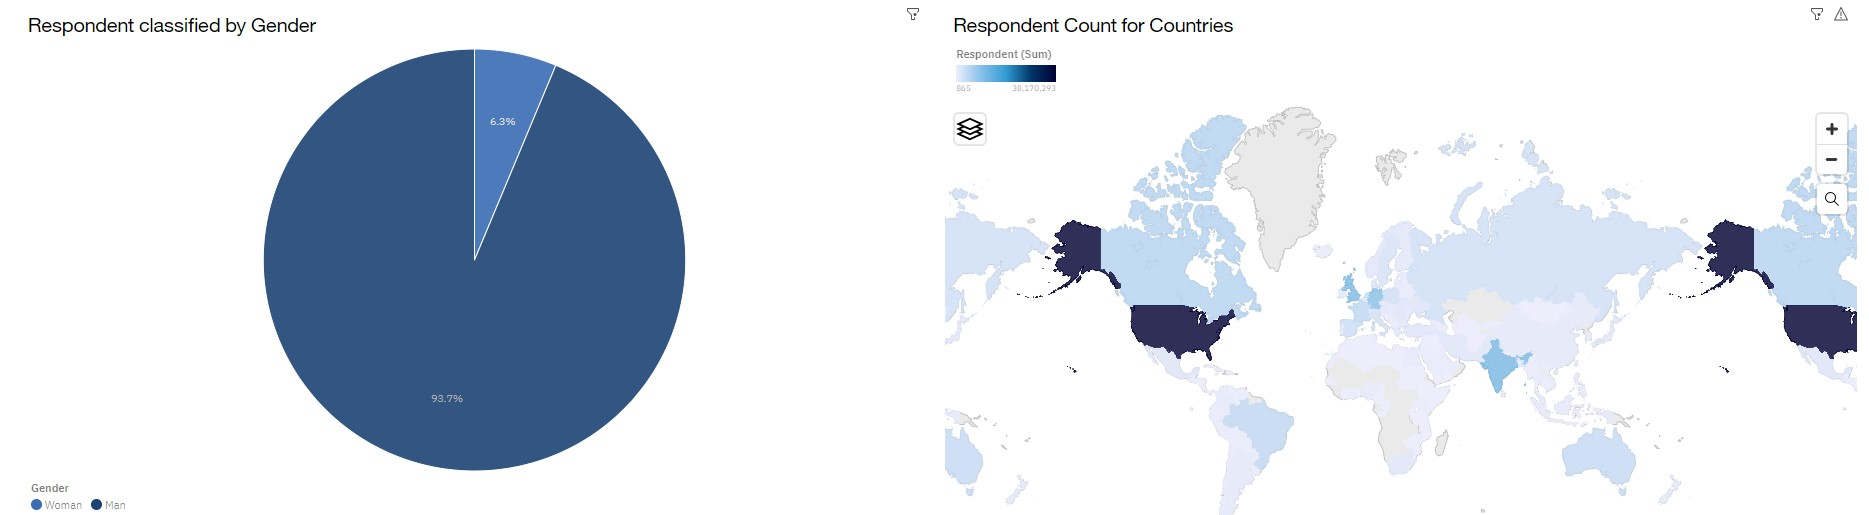 Respondent classified by Gender
6.3%
93.7%
Gender
Woman Man
Respondent Count for Countries
Respondent (Sum)
865 38,170,293
+
−